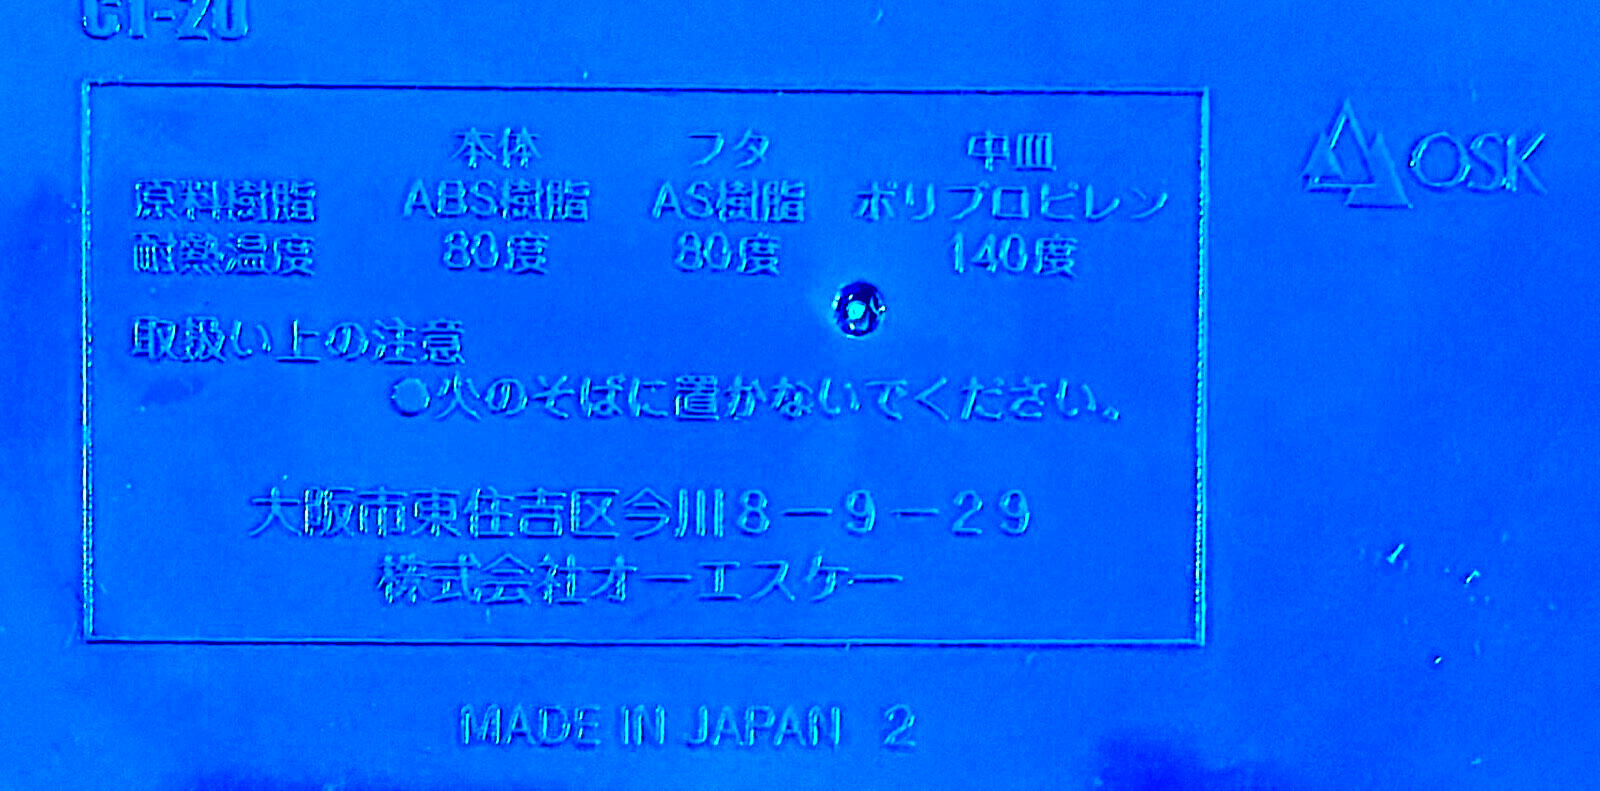 本体 フタ 中皿
原料樹脂 ABS樹脂 AS樹脂 ポリプロピレン
耐熱温度 80度 80度 140度
取扱い上の注意
●火のそばに置かないでください。
大阪市東住吉区今川8-9-29
株式会社オーエスケー
OSK
MADE IN JAPAN 2